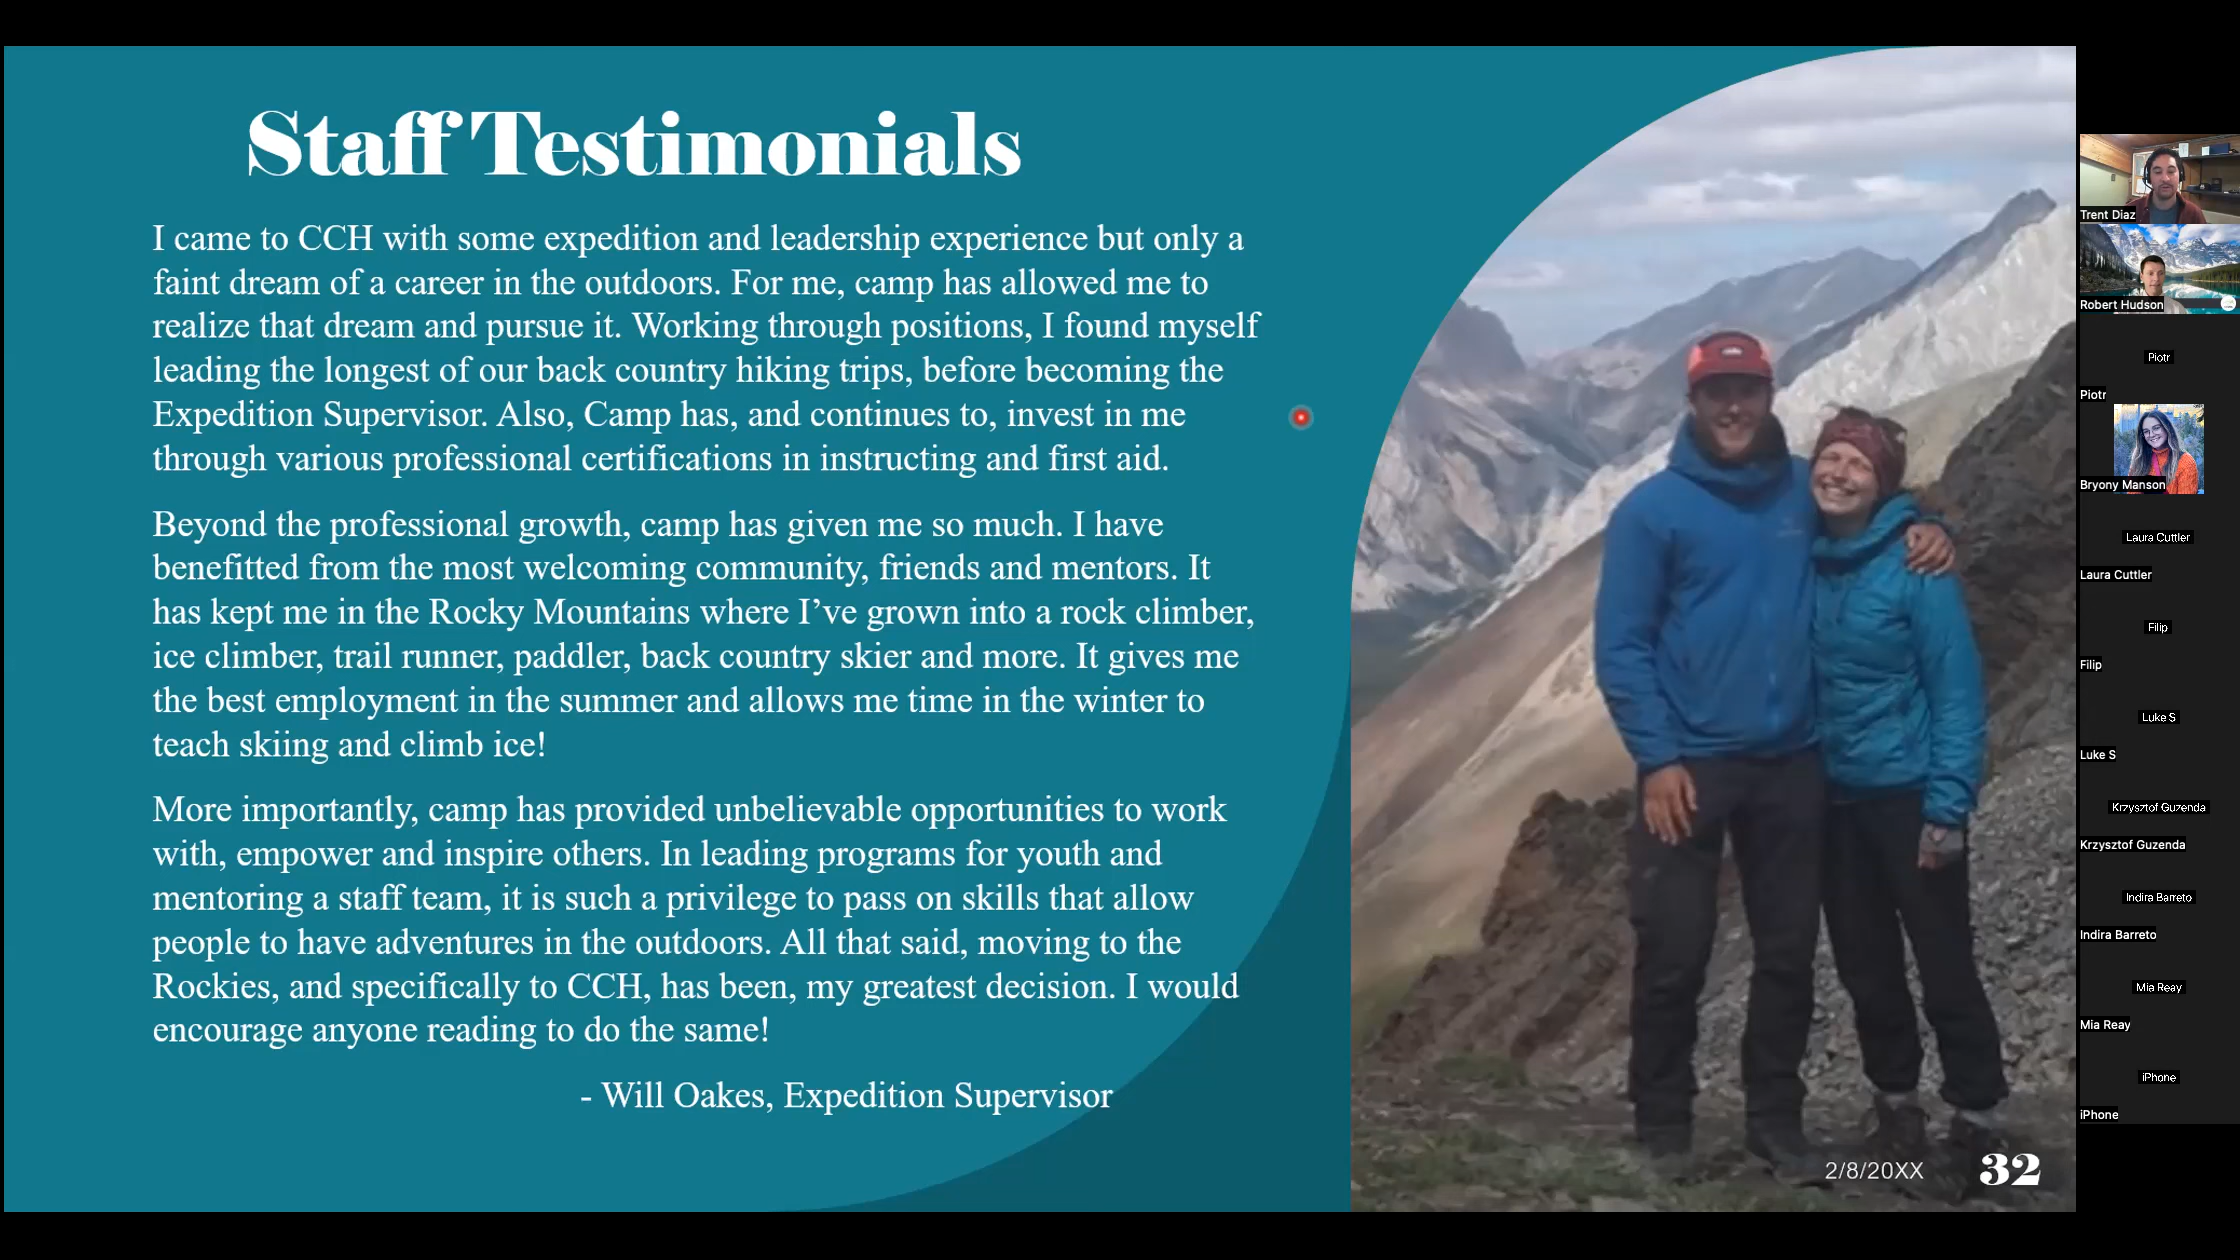 Staff Testimonials
I came to CCH with some expedition and leadership experience but only a
faint dream of a career in the outdoors. For me, camp has allowed me to
realize that dream and pursue it. Working through positions, I found myself
leading the longest of our back country hiking trips, before becoming the
Expedition Supervisor. Also, Camp has, and continues to, invest in me
through various professional certifications in instructing and first aid.
Beyond the professional growth, camp has given me so much. I have
benefitted from the most welcoming community, friends and mentors. It
has kept me in the Rocky Mountains where I’ve grown into a rock climber,
ice climber, trail runner, paddler, back country skier and more. It gives me
the best employment in the summer and allows me time in the winter to
teach skiing and climb ice!
More importantly, camp has provided unbelievable opportunities to work
with, empower and inspire others. In leading programs for youth and
mentoring a staff team, it is such a privilege to pass on skills that allow
people to have adventures in the outdoors. All that said, moving to the
Rockies, and specifically to CCH, has been, my greatest decision. I would
encourage anyone reading to do the same!
- Will Oakes, Expedition Supervisor
2/8/20XX
32
Trent Diaz
Robert Hudson
Piotr
Piotr
Bryony Manson
Laura Cuttler
Laura Cuttler
Filip
Filip
Luke S
Luke S
Krzysztof Guzenda
Krzysztof Guzenda
Indira Barreto
Indira Barreto
Mia Reay
Mia Reay
iPhone
iPhone